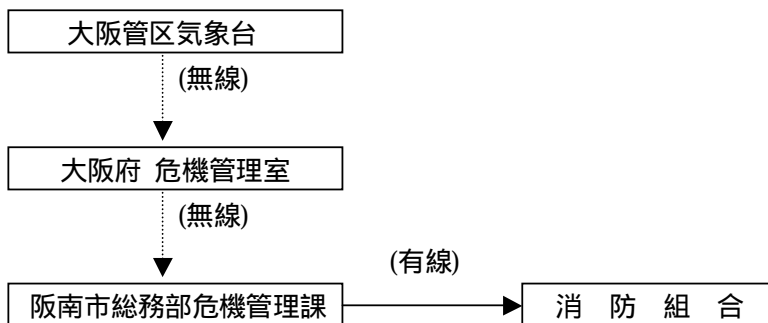 大阪管区気象台
(無線)
大阪府 危機管理室
(無線)
(有線)
阪南市総務部危機管理課
消 防 組 合